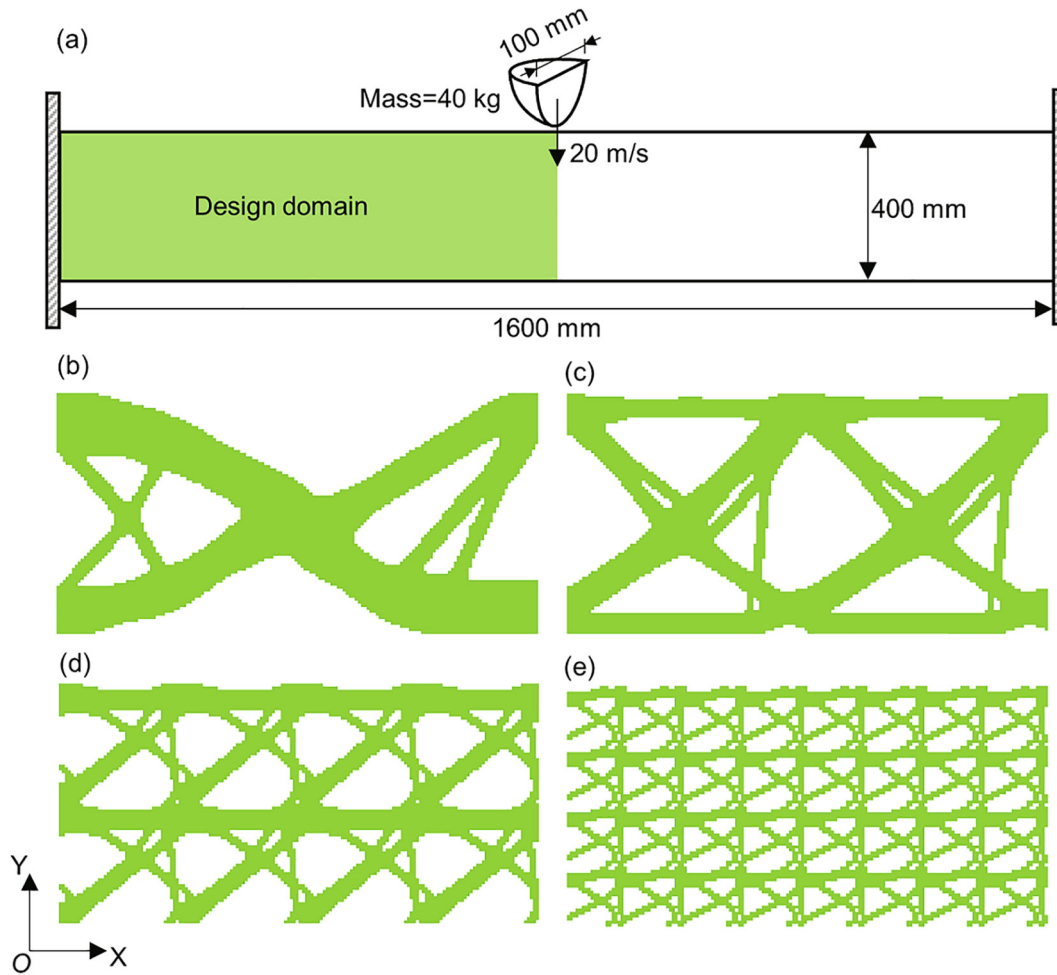 (a)
100 mm
Mass=40 kg
20 m/s
Design domain
400 mm
1600 mm
(b)
(c)
(d)
(e)
Y
O
X